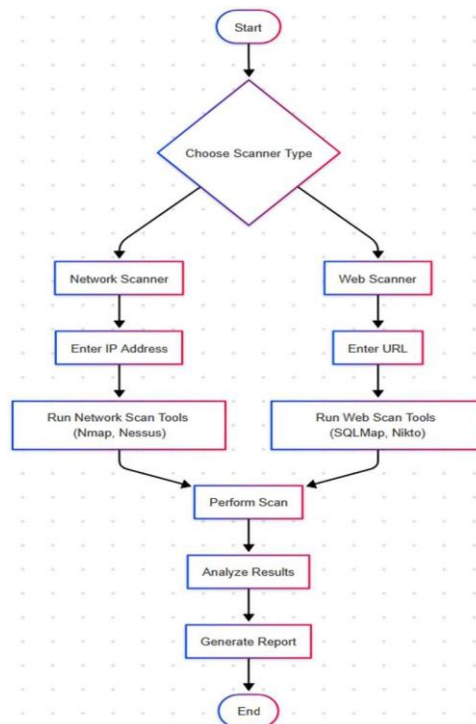 Start
Choose Scanner Type
Network Scanner
Web Scanner
Enter IP Address
Enter URL
Run Network Scan Tools
(Nmap, Nessus)
Run Web Scan Tools
(SQLMap, Nikto)
Perform Scan
Analyze Results
Generate Report
End